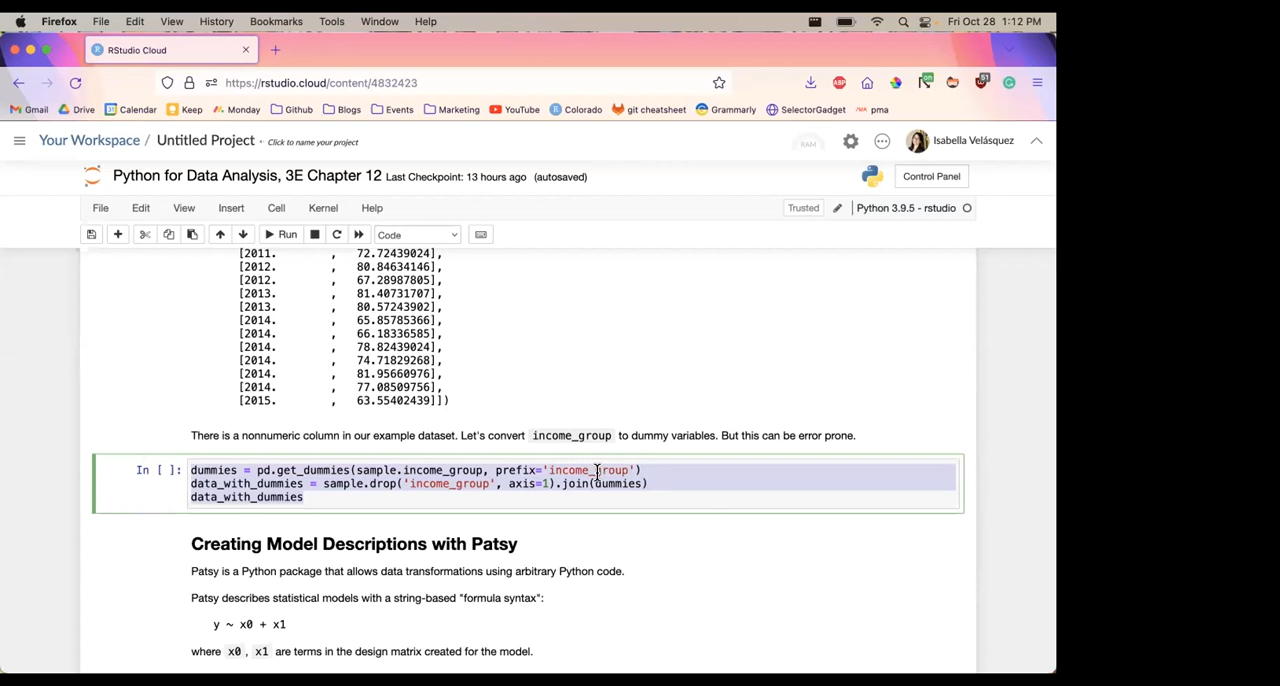 Firefox File Edit View History Bookmarks Tools Window Help Fri Oct 28 1:12 PM
RStudio Cloud
https://rstudio.cloud/content/4832423
Gmail Drive Calendar Keep Monday Github Blogs Events Marketing YouTube Colorado git cheatsheet Grammarly SelectorGadget pma
Your Workspace / Untitled Project Click to name your project RAM Isabella Velásquez
Python for Data Analysis, 3E Chapter 12 Last Checkpoint: 13 hours ago (autosaved) Control Panel
File Edit View Insert Cell Kernel Help Trusted Python 3.9.5 - rstudio
Run Code
[2011. , 72.72439024],
[2012. , 80.84634146],
[2012. , 67.28987805],
[2013. , 81.40731707],
[2013. , 80.57243902],
[2014. , 65.85785366],
[2014. , 66.18336585],
[2014. , 78.82439024],
[2014. , 74.71829268],
[2014. , 81.95660976],
[2014. , 77.08509756],
[2015. , 63.55402439]])
There is a nonnumeric column in our example dataset. Let's convert income_group to dummy variables. But this can be error prone.
In [ ]: dummies = pd.get_dummies(sample.income_group, prefix='income_group')
data_with_dummies = sample.drop('income_group', axis=1).join(dummies)
data_with_dummies
Creating Model Descriptions with Patsy
Patsy is a Python package that allows data transformations using arbitrary Python code.
Patsy describes statistical models with a string-based "formula syntax":
y ~ x0 + x1
where x0 , x1 are terms in the design matrix created for the model.